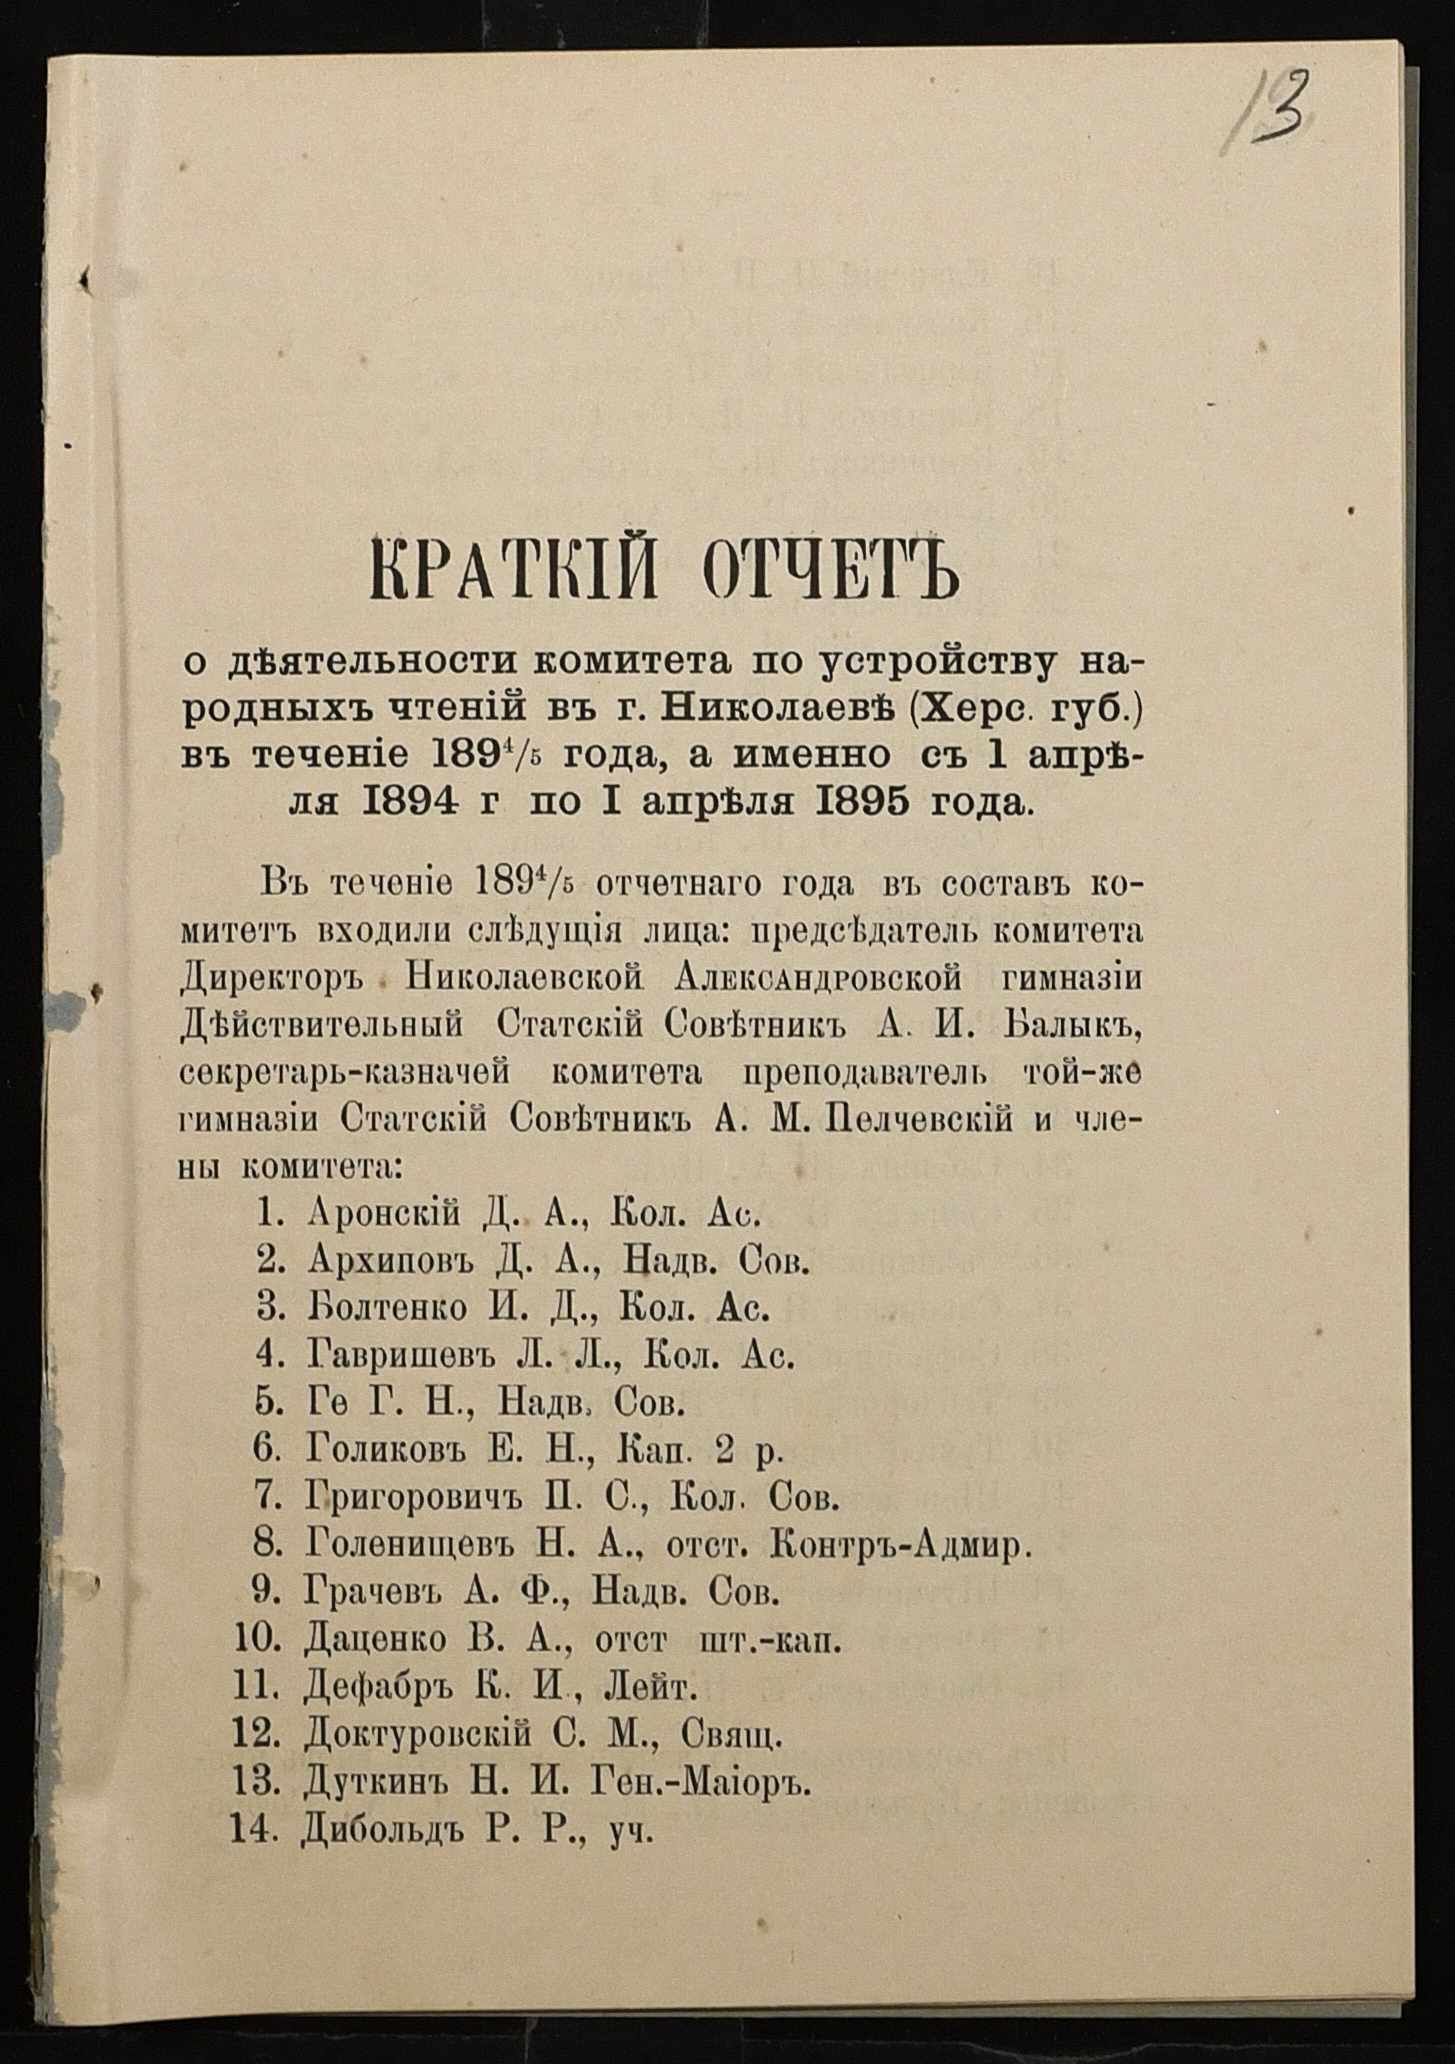 13
КРАТКІЙ ОТЧЕТЪ
о дѣятельности комитета по устройству на-
родныхъ чтеній въ г. Николаевѣ (Херс. губ.)
въ теченіе 189⁴/₅ года, а именно съ 1 апрѣ-
ля I894 г по I апрѣля I895 года.
Въ теченіе 189⁴/₅ отчетнаго года въ составъ ко-
митетъ входили слѣдущія лица: предсѣдатель комитета
Директоръ Николаевской Александровской гимназіи
Дѣйствительный Статскій Совѣтникъ А. И. Балыкъ,
секретарь-казначей комитета преподаватель той-же
гимназіи Статскій Совѣтникъ А. М. Пелчевскій и чле-
ны комитета:
1. Аронскій Д. А., Кол. Ас.
2. Архиповъ Д. А., Надв. Сов.
3. Болтенко И. Д., Кол. Ас.
4. Гавришевъ Л. Л., Кол. Ас.
5. Ге Г. Н., Надв. Сов.
6. Голиковъ Е. Н., Кап. 2 р.
7. Григоровичъ П. С., Кол. Сов.
8. Голенищевъ Н. А., отст. Контръ-Адмир.
9. Грачевъ А. Ф., Надв. Сов.
10. Даценко В. А., отст шт.-кап.
11. Дефабръ К. И., Лейт.
12. Доктуровскій С. М., Свящ.
13. Дуткинъ Н. И. Ген.-Маіоръ.
14. Дибольдъ Р. Р., уч.